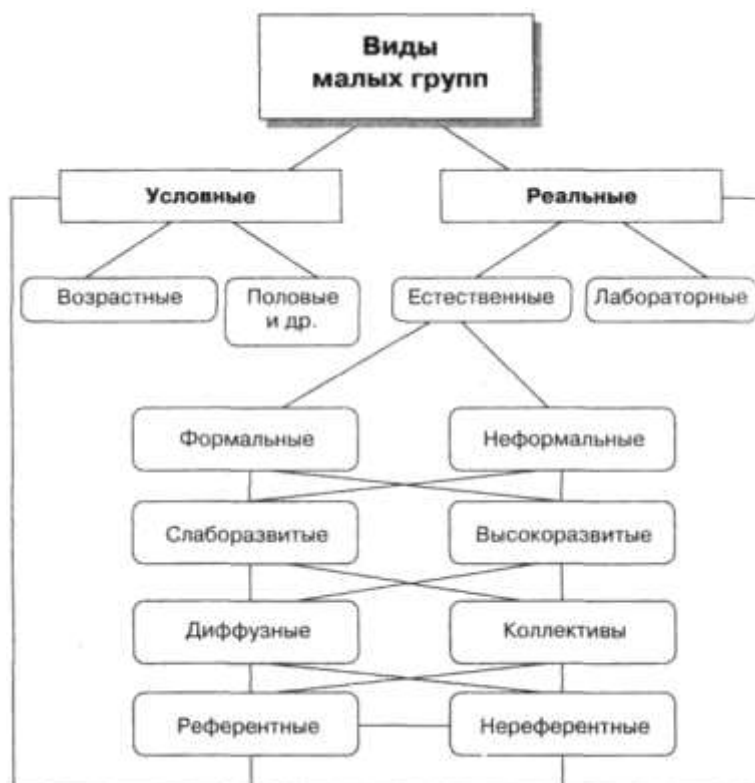 Виды
малых групп
Условные
Реальные
Возрастные
Половые
и др.
Естественные
Лабораторные
Формальные
Неформальные
Слаборазвитые
Высокоразвитые
Диффузные
Коллективы
Референтные
Нереферентные